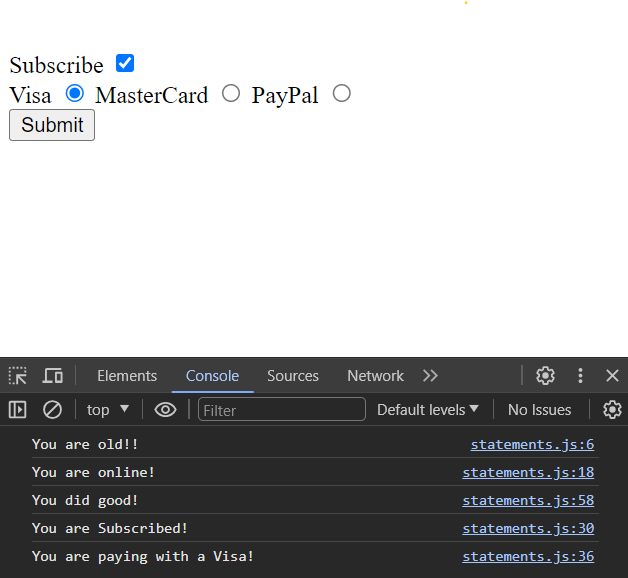 Subscribe
Visa MasterCard PayPal
Submit
Elements Console Sources Network
top Filter Default levels No Issues
You are old!! statements.js:6
You are online! statements.js:18
You did good! statements.js:58
You are Subscribed! statements.js:30
You are paying with a Visa! statements.js:36